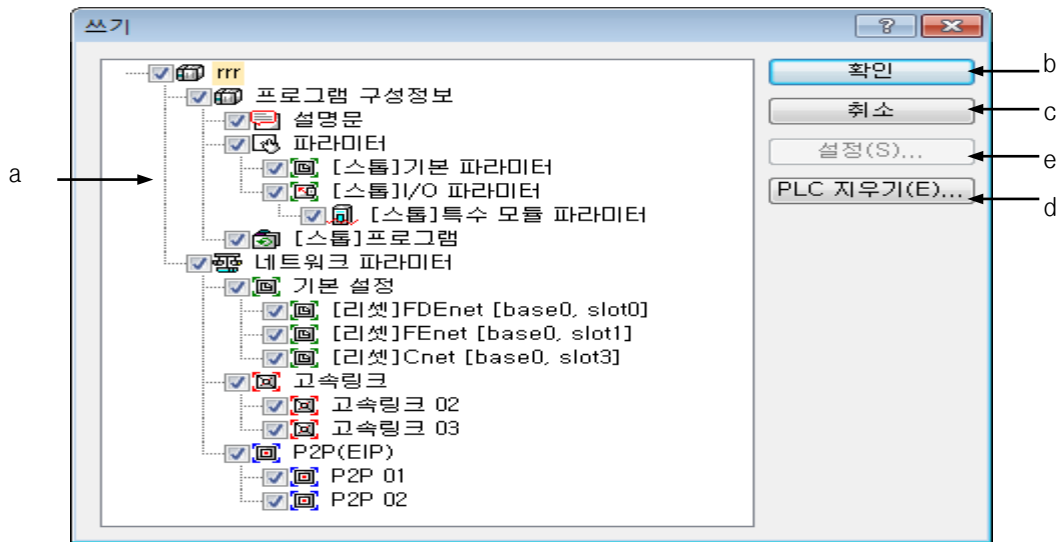 쓰기
rrr
프로그램 구성정보
설명문
파라미터
[스톱]기본 파라미터
[스톱]I/O 파라미터
[스톱]특수 모듈 파라미터
[스톱]프로그램
네트워크 파라미터
기본 설정
[리셋]FDEnet [base0, slot0]
[리셋]FEnet [base0, slot1]
[리셋]Cnet [base0, slot3]
고속링크
고속링크 02
고속링크 03
P2P(EIP)
P2P 01
P2P 02
확인
취소
설정(S)...
PLC 지우기(E)...
a
b
c
e
d